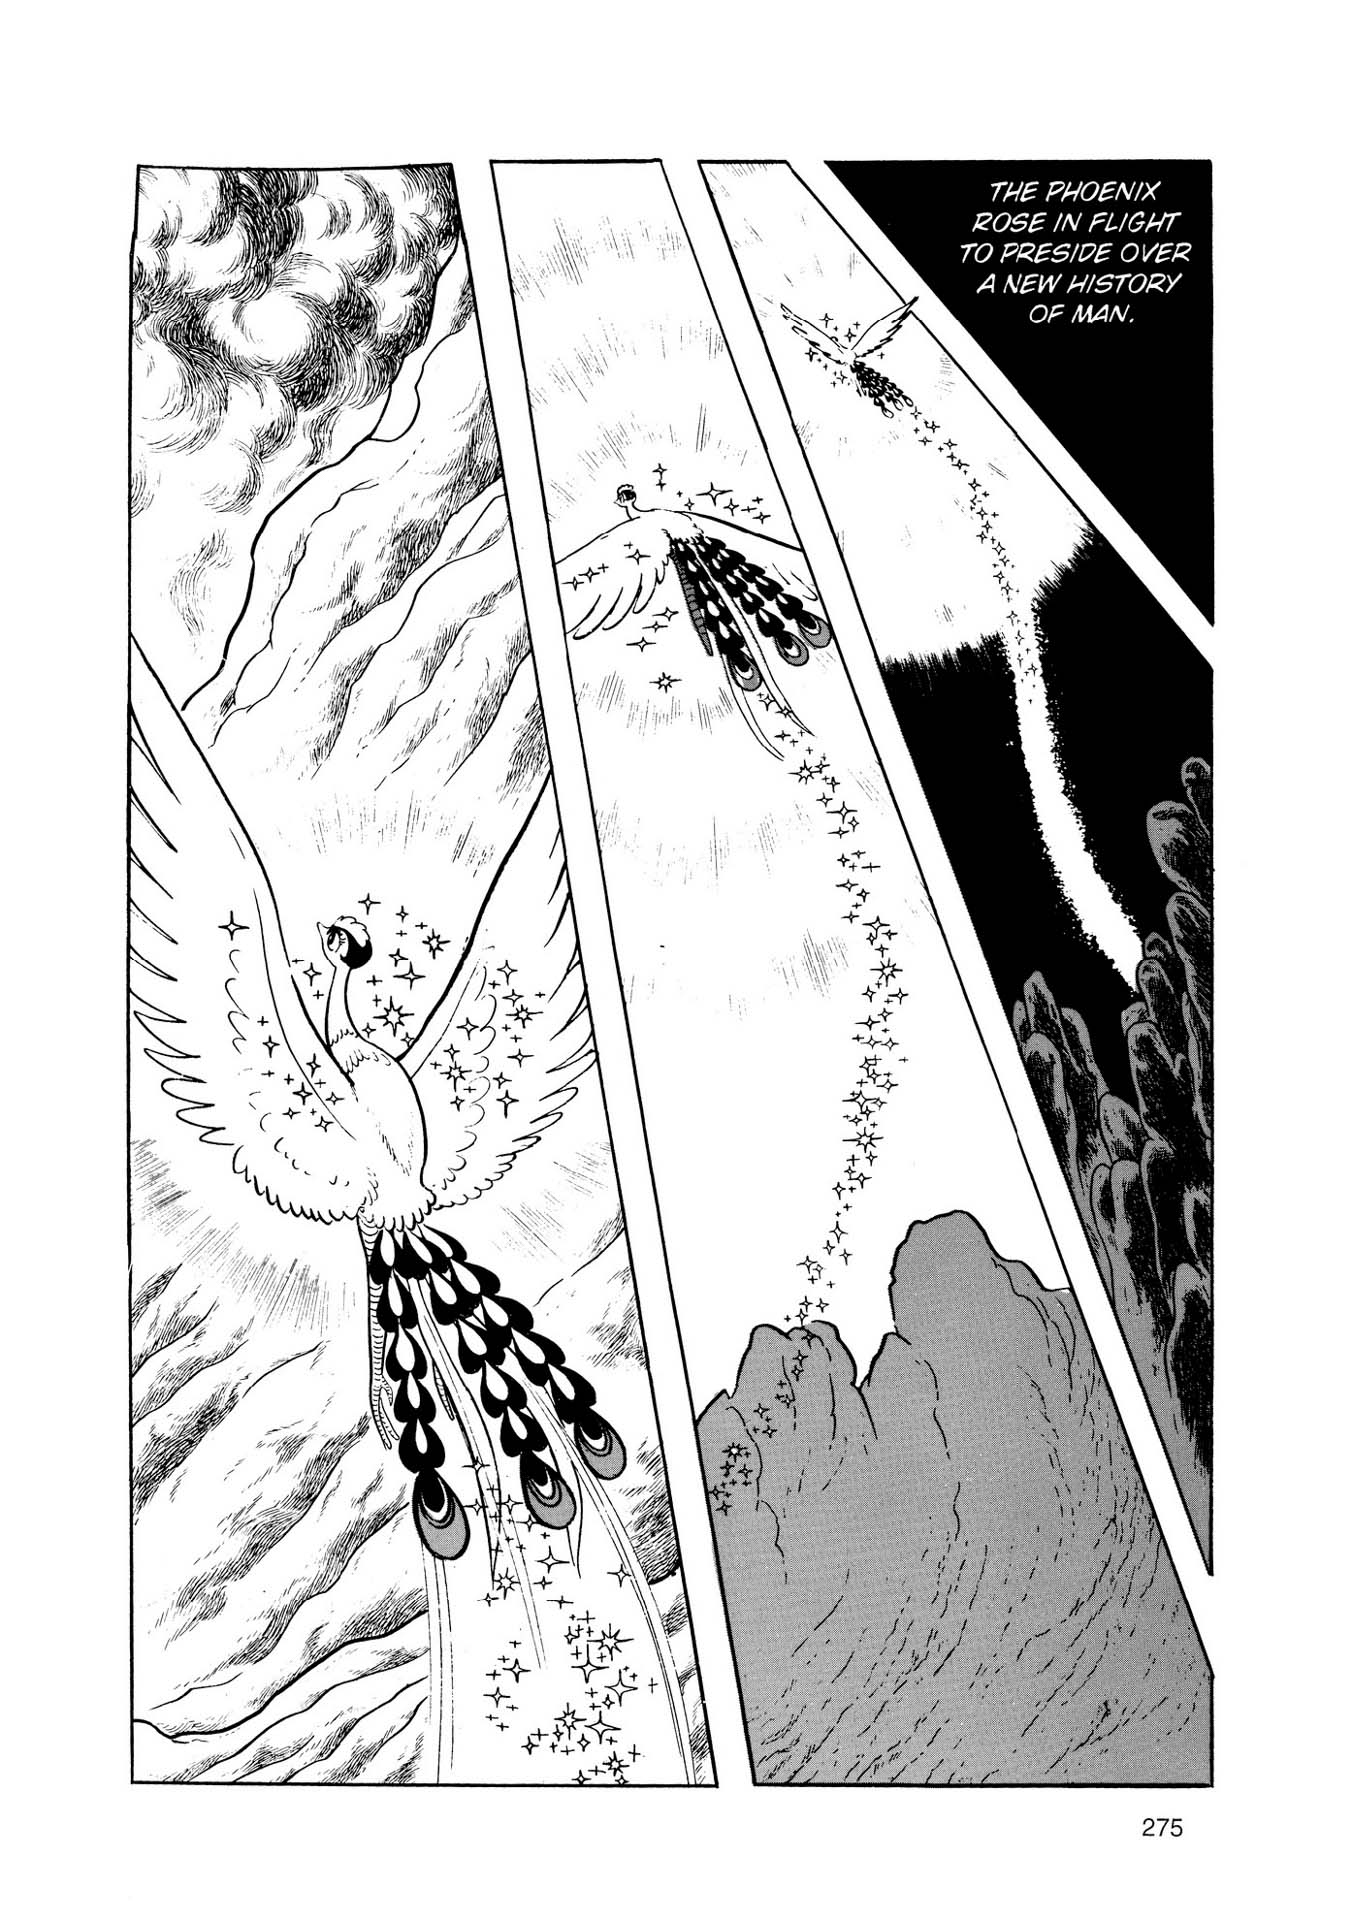 THE PHOENIX
ROSE IN FLIGHT
TO PRESIDE OVER
A NEW HISTORY
OF MAN.
275